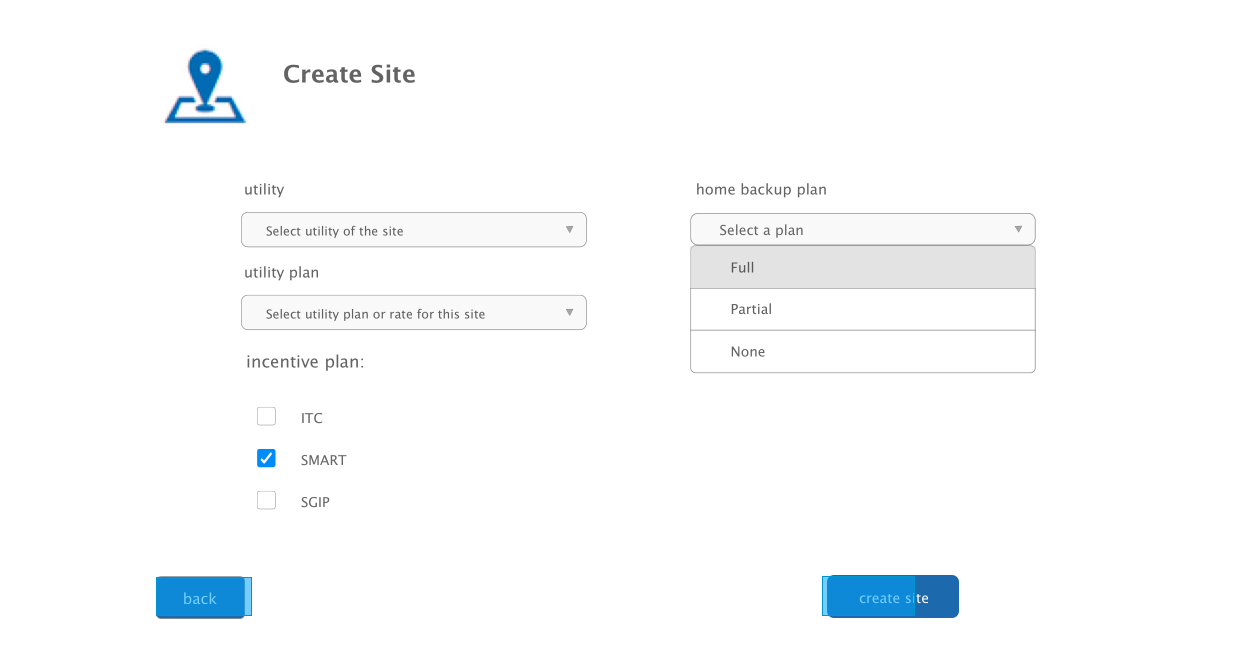 Create Site
utility
Select utility of the site
utility plan
Select utility plan or rate for this site
incentive plan:
ITC
SMART
SGIP
home backup plan
Select a plan
Full
Partial
None
back
create site